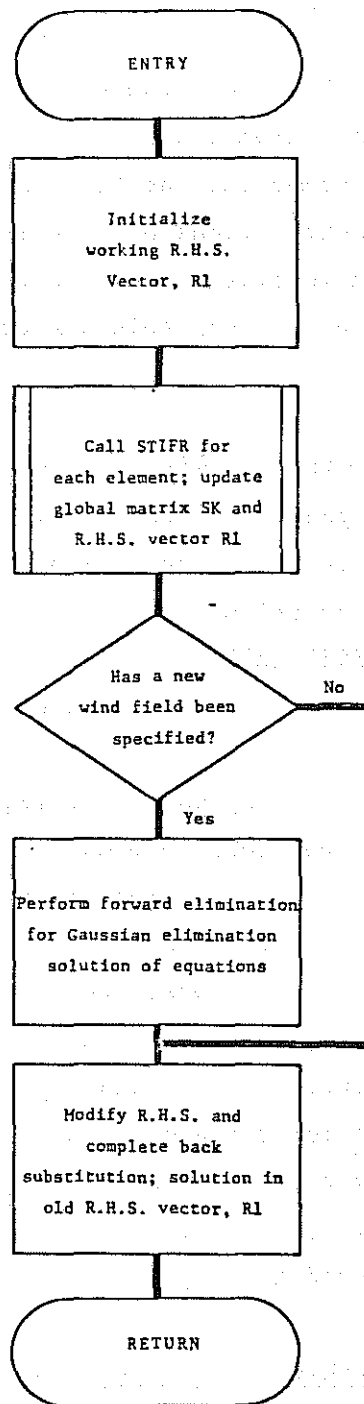 ENTRY
Initialize
working R.H.S.
Vector, R1
Call STIFR for
each element; update
global matrix SK and
R.H.S. vector R1
Has a new
wind field been
specified?
No
Yes
Perform forward elimination
for Gaussian elimination
solution of equations
Modify R.H.S. and
complete back
substitution; solution in
old R.H.S. vector, R1
RETURN